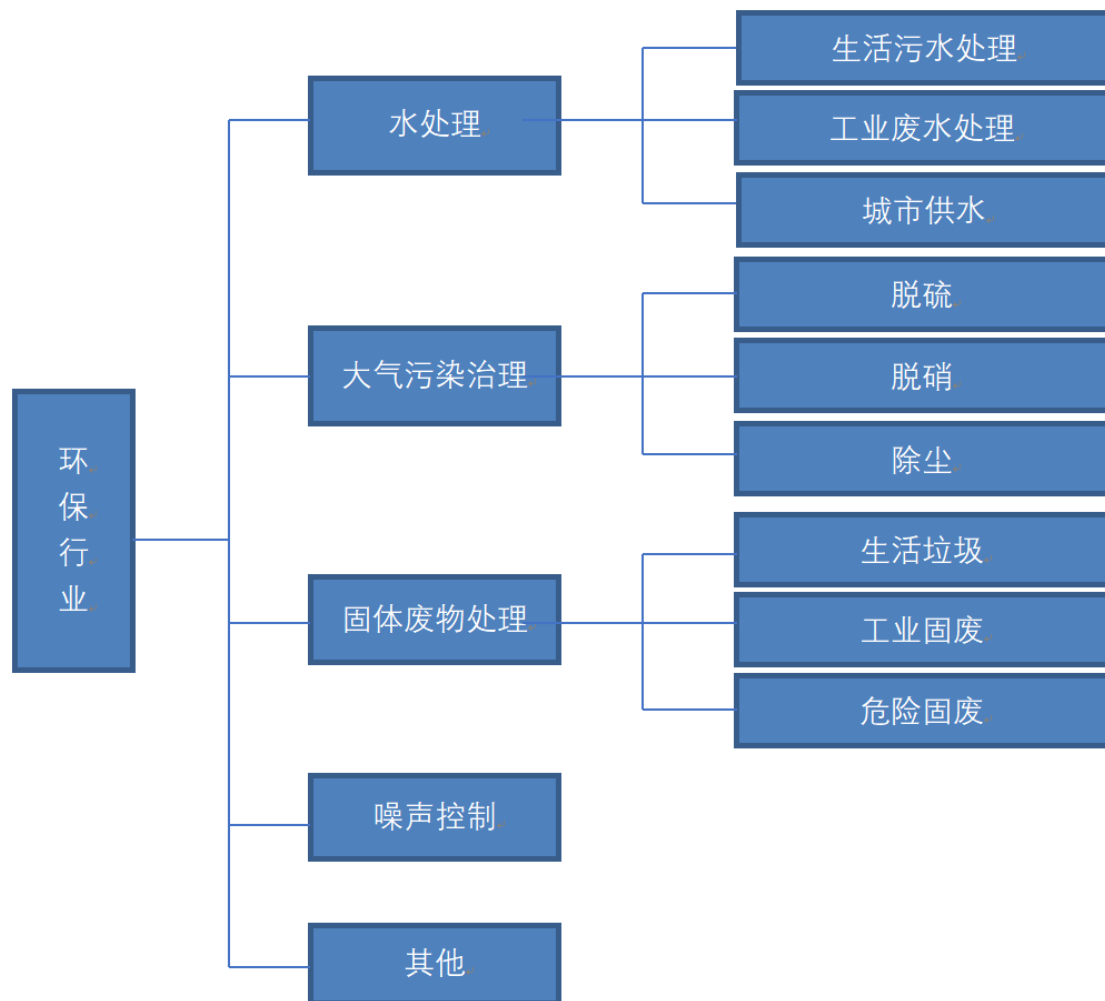 环
保
行
业
水处理
生活污水处理
工业废水处理
城市供水
大气污染治理
脱硫
脱硝
除尘
固体废物处理
生活垃圾
工业固废
危险固废
噪声控制
其他